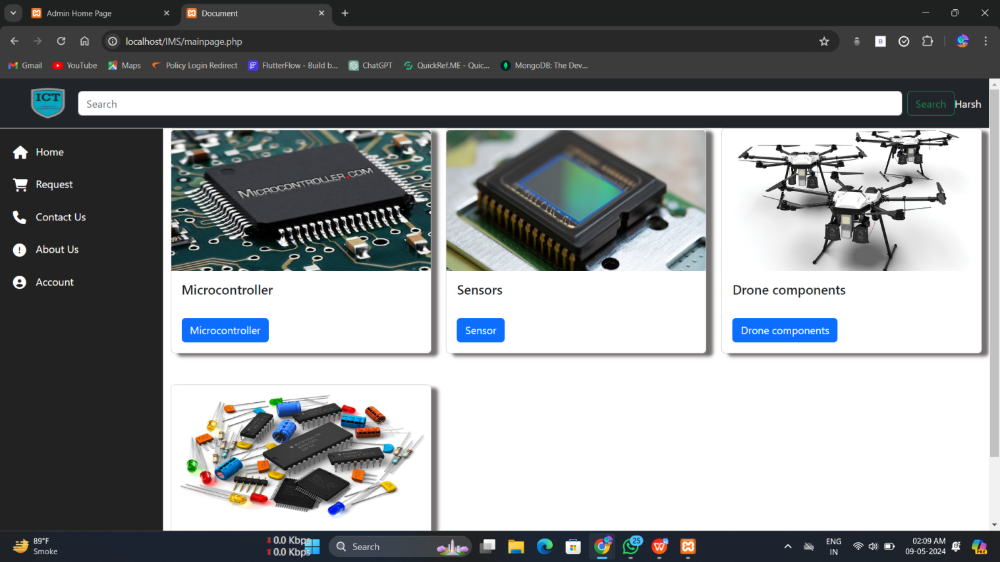 Admin Home Page
Document
localhost/IMS/mainpage.php
B
Gmail
YouTube
Maps
Policy Login Redirect
FlutterFlow - Build b...
ChatGPT
QuickRef.ME - Quic...
MongoDB: The Dev...
ICT
Search
Search
Harsh
Home
Request
Contact Us
About Us
Account
MICROCONTROLLER.COM
Microcontroller
Microcontroller
Sensors
Sensor
Drone components
Drone components
89°F
Smoke
0.0 Kbps
0.0 Kbps
Search
25
ENG
IN
02:09 AM
09-05-2024
PRE